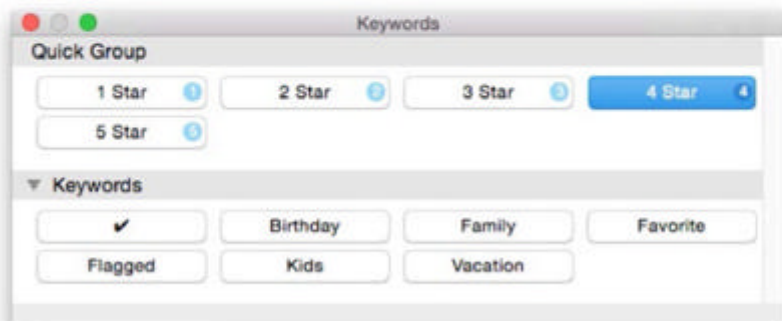 Keywords
Quick Group
1 Star 1 2 Star 2 3 Star 3 4 Star 4
5 Star 5
Keywords
✔ Birthday Family Favorite
Flagged Kids Vacation